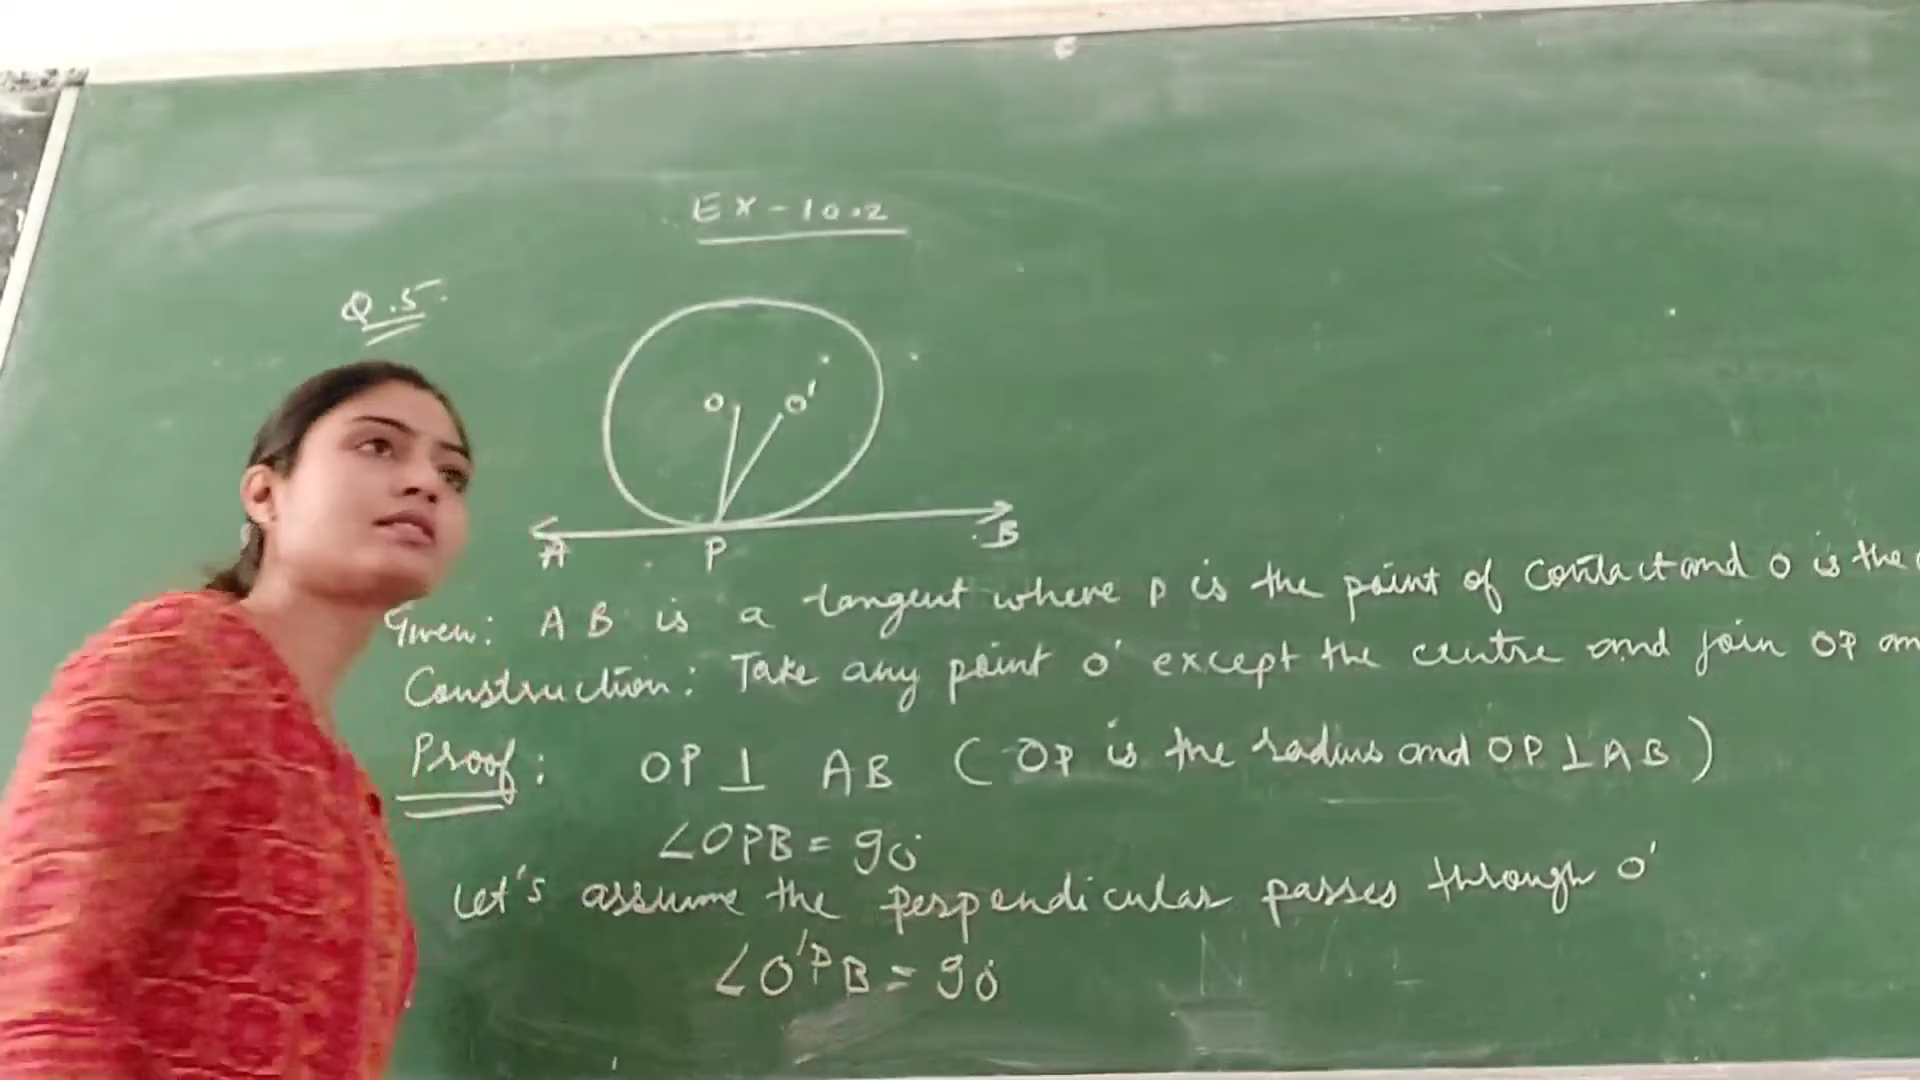 EX-10.2
Q.5.
O O'
A P B
Given: AB is a tangent where P is the point of contact and O is the
Construction: Take any point O' except the centre and join OP
Proof: OP ⊥ AB (OP is the radius and OP ⊥ AB)
∠OPB = 90°
Let's assume the perpendicular passes through O'
∠O'PB = 90°